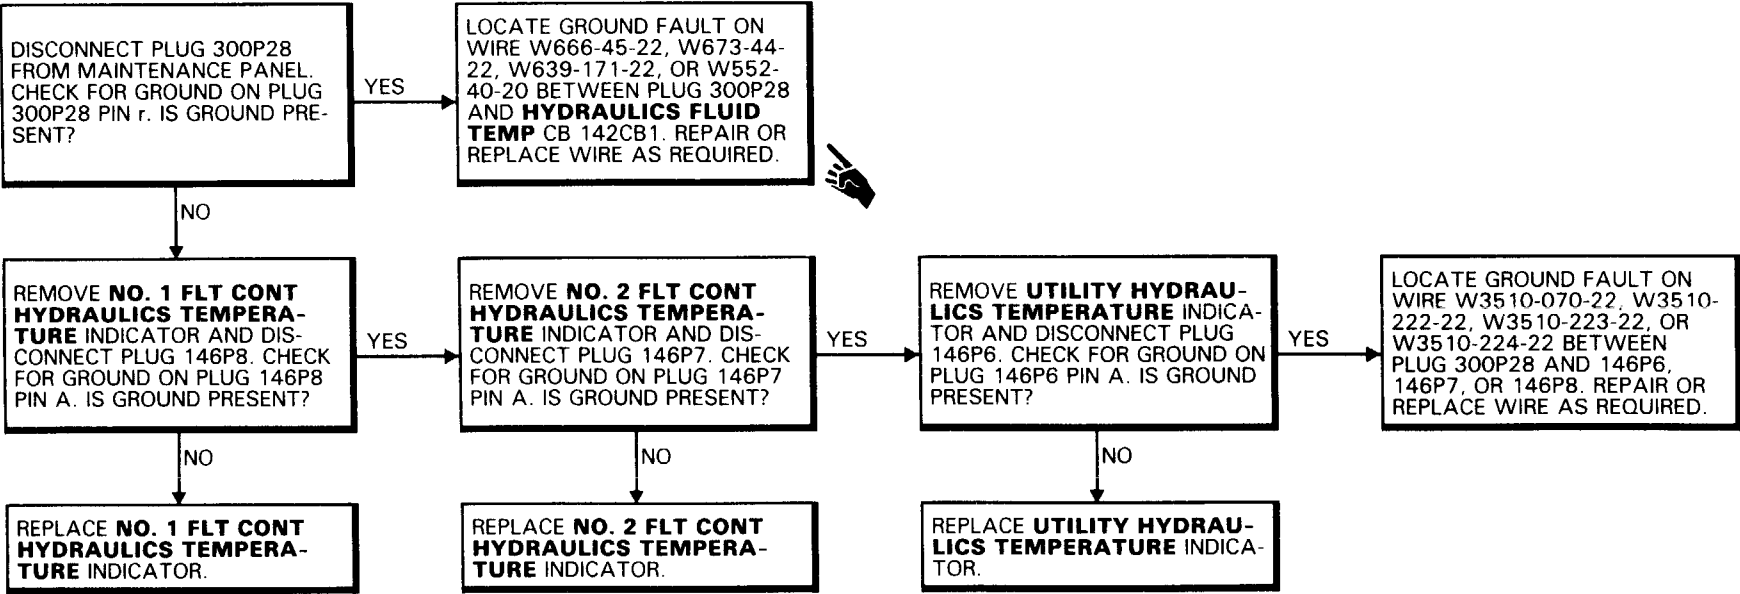 DISCONNECT PLUG 300P28
FROM MAINTENANCE PANEL.
CHECK FOR GROUND ON PLUG
300P28 PIN r. IS GROUND PRE-
SENT?
YES
LOCATE GROUND FAULT ON
WIRE W666-45-22, W673-44-
22, W639-171-22, OR W552-
40-20 BETWEEN PLUG 300P28
AND HYDRAULICS FLUID
TEMP CB 142CB1. REPAIR OR
REPLACE WIRE AS REQUIRED.
NO
REMOVE NO. 1 FLT CONT
HYDRAULICS TEMPERA-
TURE INDICATOR AND DIS-
CONNECT PLUG 146P8. CHECK
FOR GROUND ON PLUG 146P8
PIN A. IS GROUND PRESENT?
YES
REMOVE NO. 2 FLT CONT
HYDRAULICS TEMPERA-
TURE INDICATOR AND DIS-
CONNECT PLUG 146P7. CHECK
FOR GROUND ON PLUG 146P7
PIN A. IS GROUND PRESENT?
YES
REMOVE UTILITY HYDRAU-
LICS TEMPERATURE INDICA-
TOR AND DISCONNECT PLUG
146P6. CHECK FOR GROUND ON
PLUG 146P6 PIN A. IS GROUND
PRESENT?
YES
LOCATE GROUND FAULT ON
WIRE W3510-070-22, W3510-
222-22, W3510-223-22, OR
W3510-224-22 BETWEEN
PLUG 300P28 AND 146P6,
146P7, OR 146P8. REPAIR OR
REPLACE WIRE AS REQUIRED.
NO
NO
NO
REPLACE NO. 1 FLT CONT
HYDRAULICS TEMPERA-
TURE INDICATOR.
REPLACE NO. 2 FLT CONT
HYDRAULICS TEMPERA-
TURE INDICATOR.
REPLACE UTILITY HYDRAU-
LICS TEMPERATURE INDICA-
TOR.